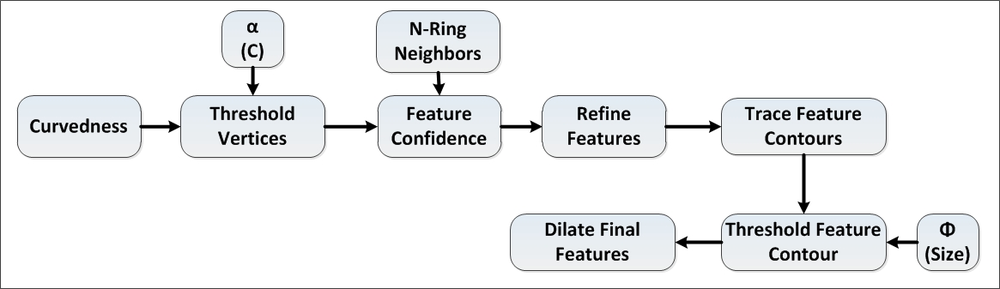 α
(C)
N-Ring
Neighbors
Curvedness
Threshold
Vertices
Feature
Confidence
Refine
Features
Trace Feature
Contours
Dilate Final
Features
Threshold Feature
Contour
Φ
(Size)